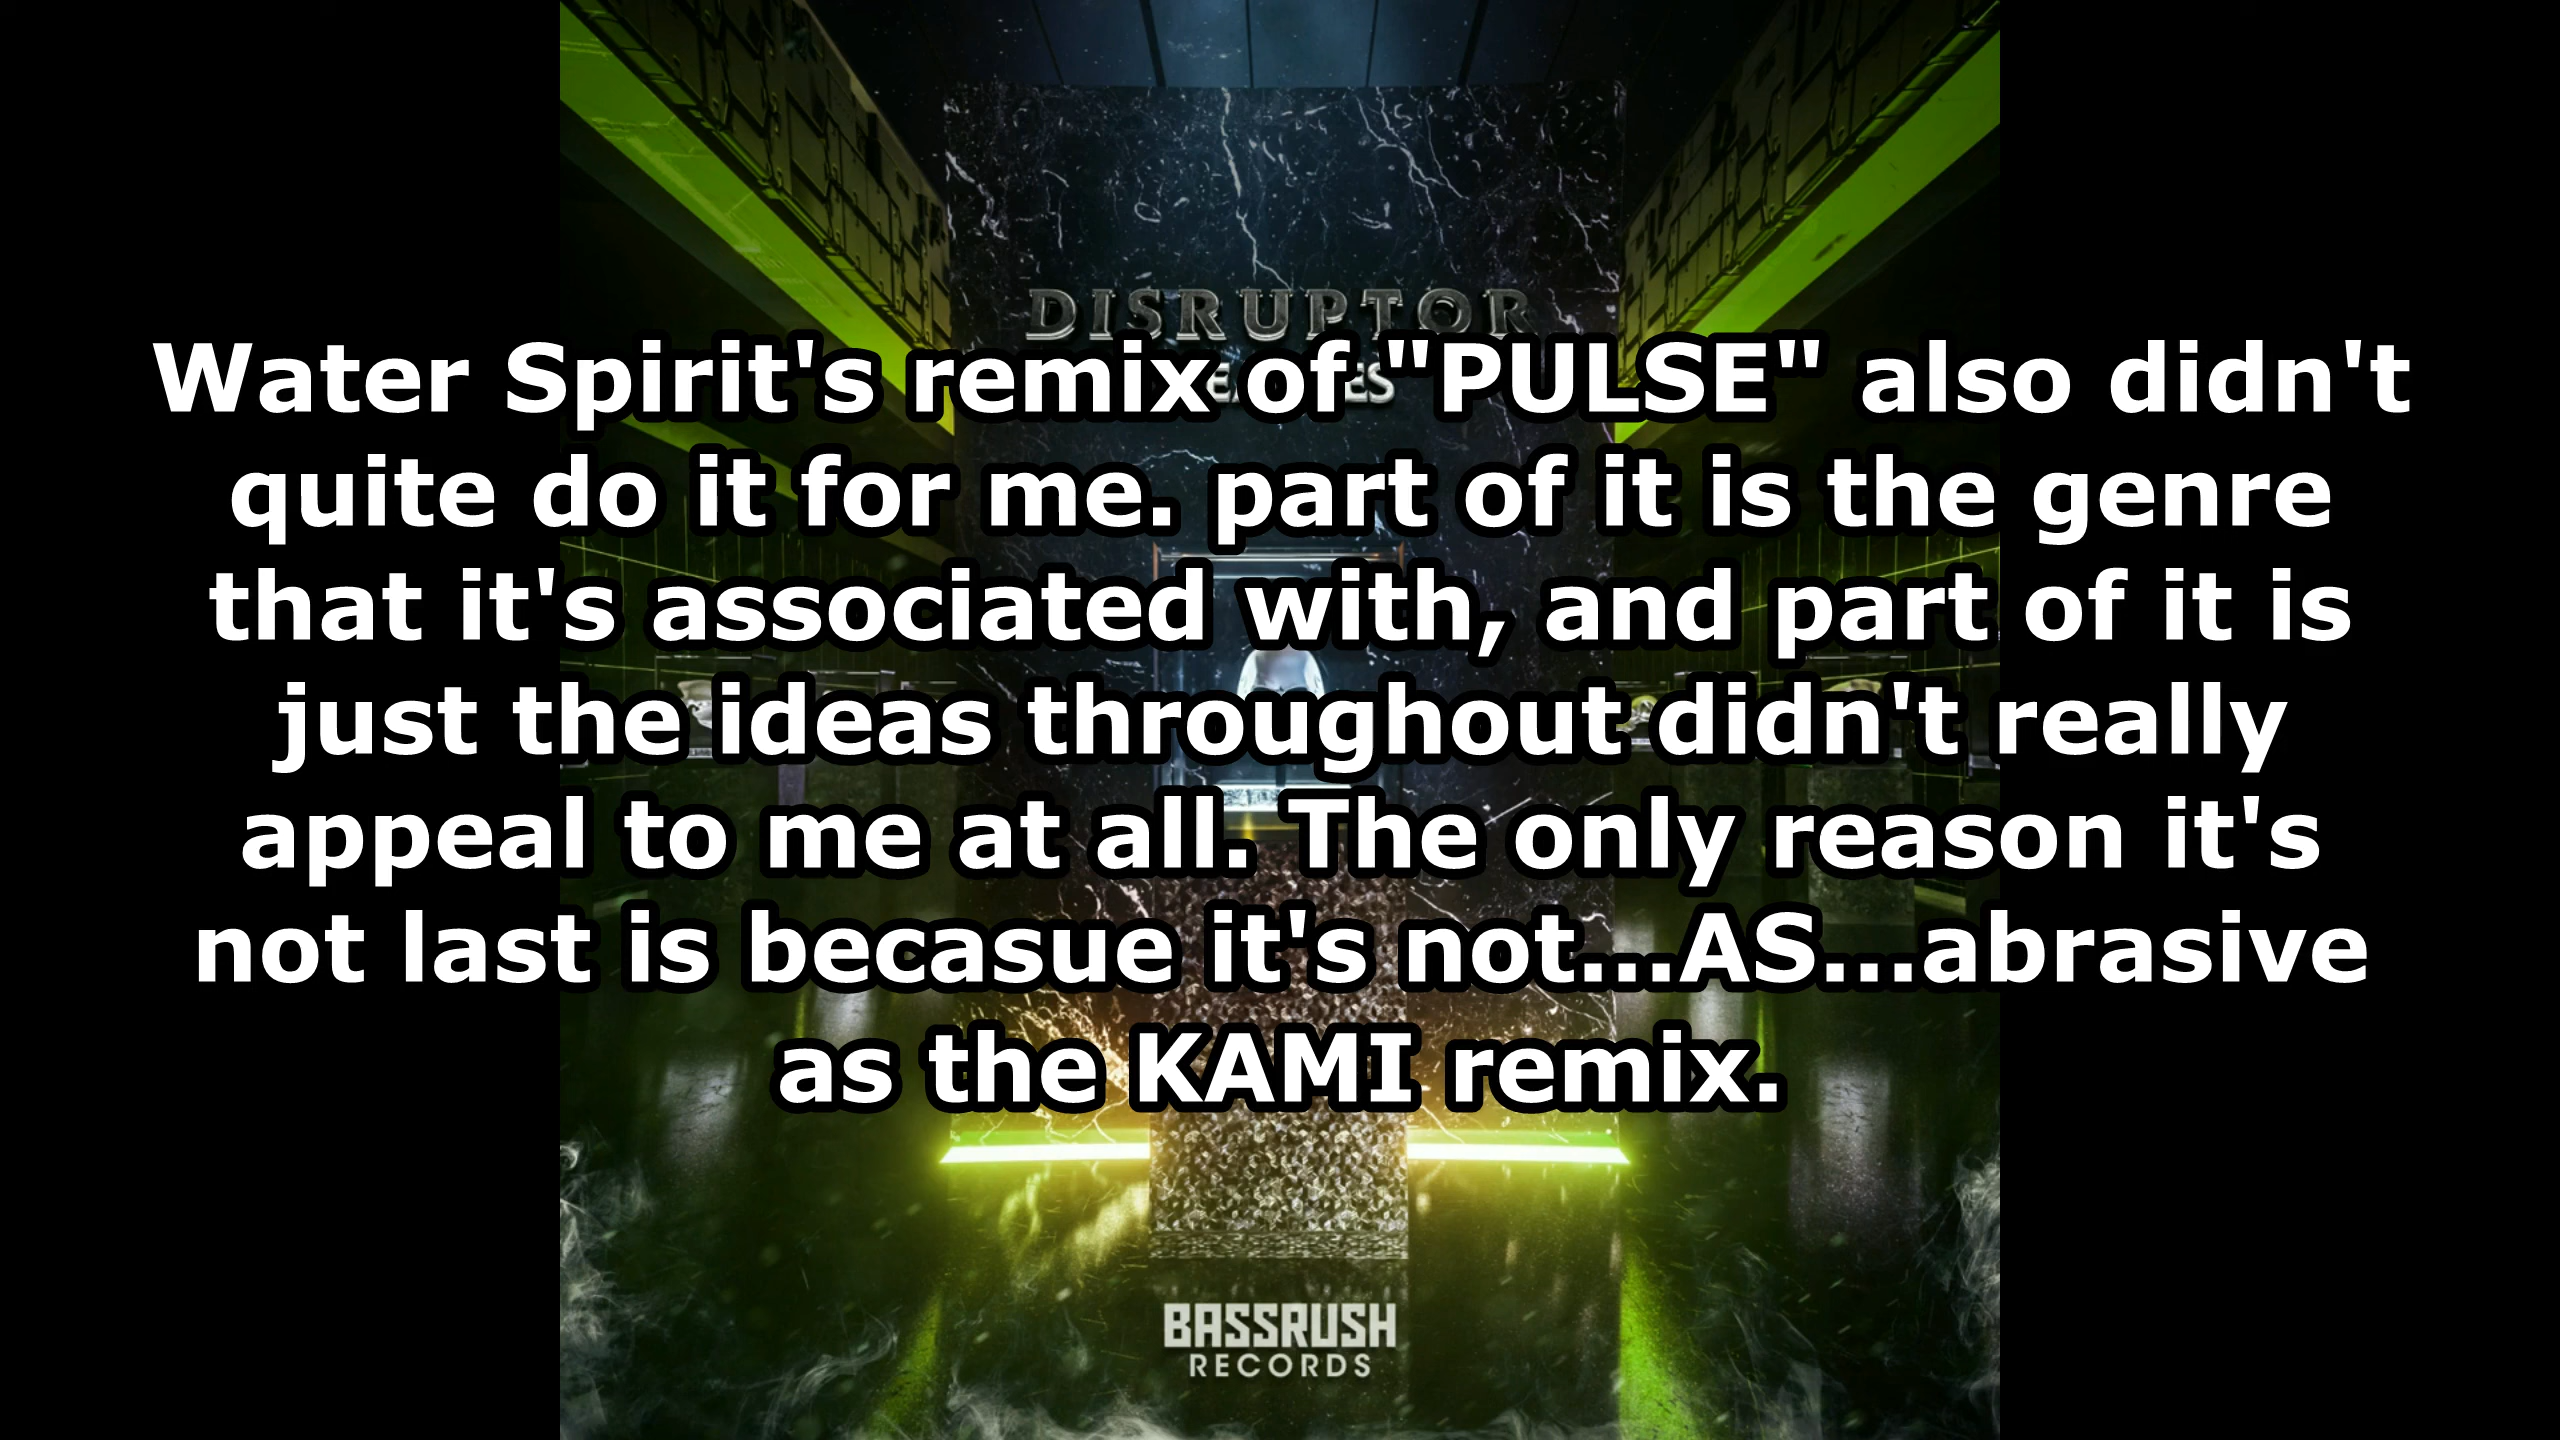 DISRUPTOR
Water Spirit's remix of "PULSE" also didn't
quite do it for me. part of it is the genre
that it's associated with, and part of it is
just the ideas throughout didn't really
appeal to me at all. The only reason it's
not last is becasue it's not...AS...abrasive
as the KAMI remix.
BASSRUSH
RECORDS